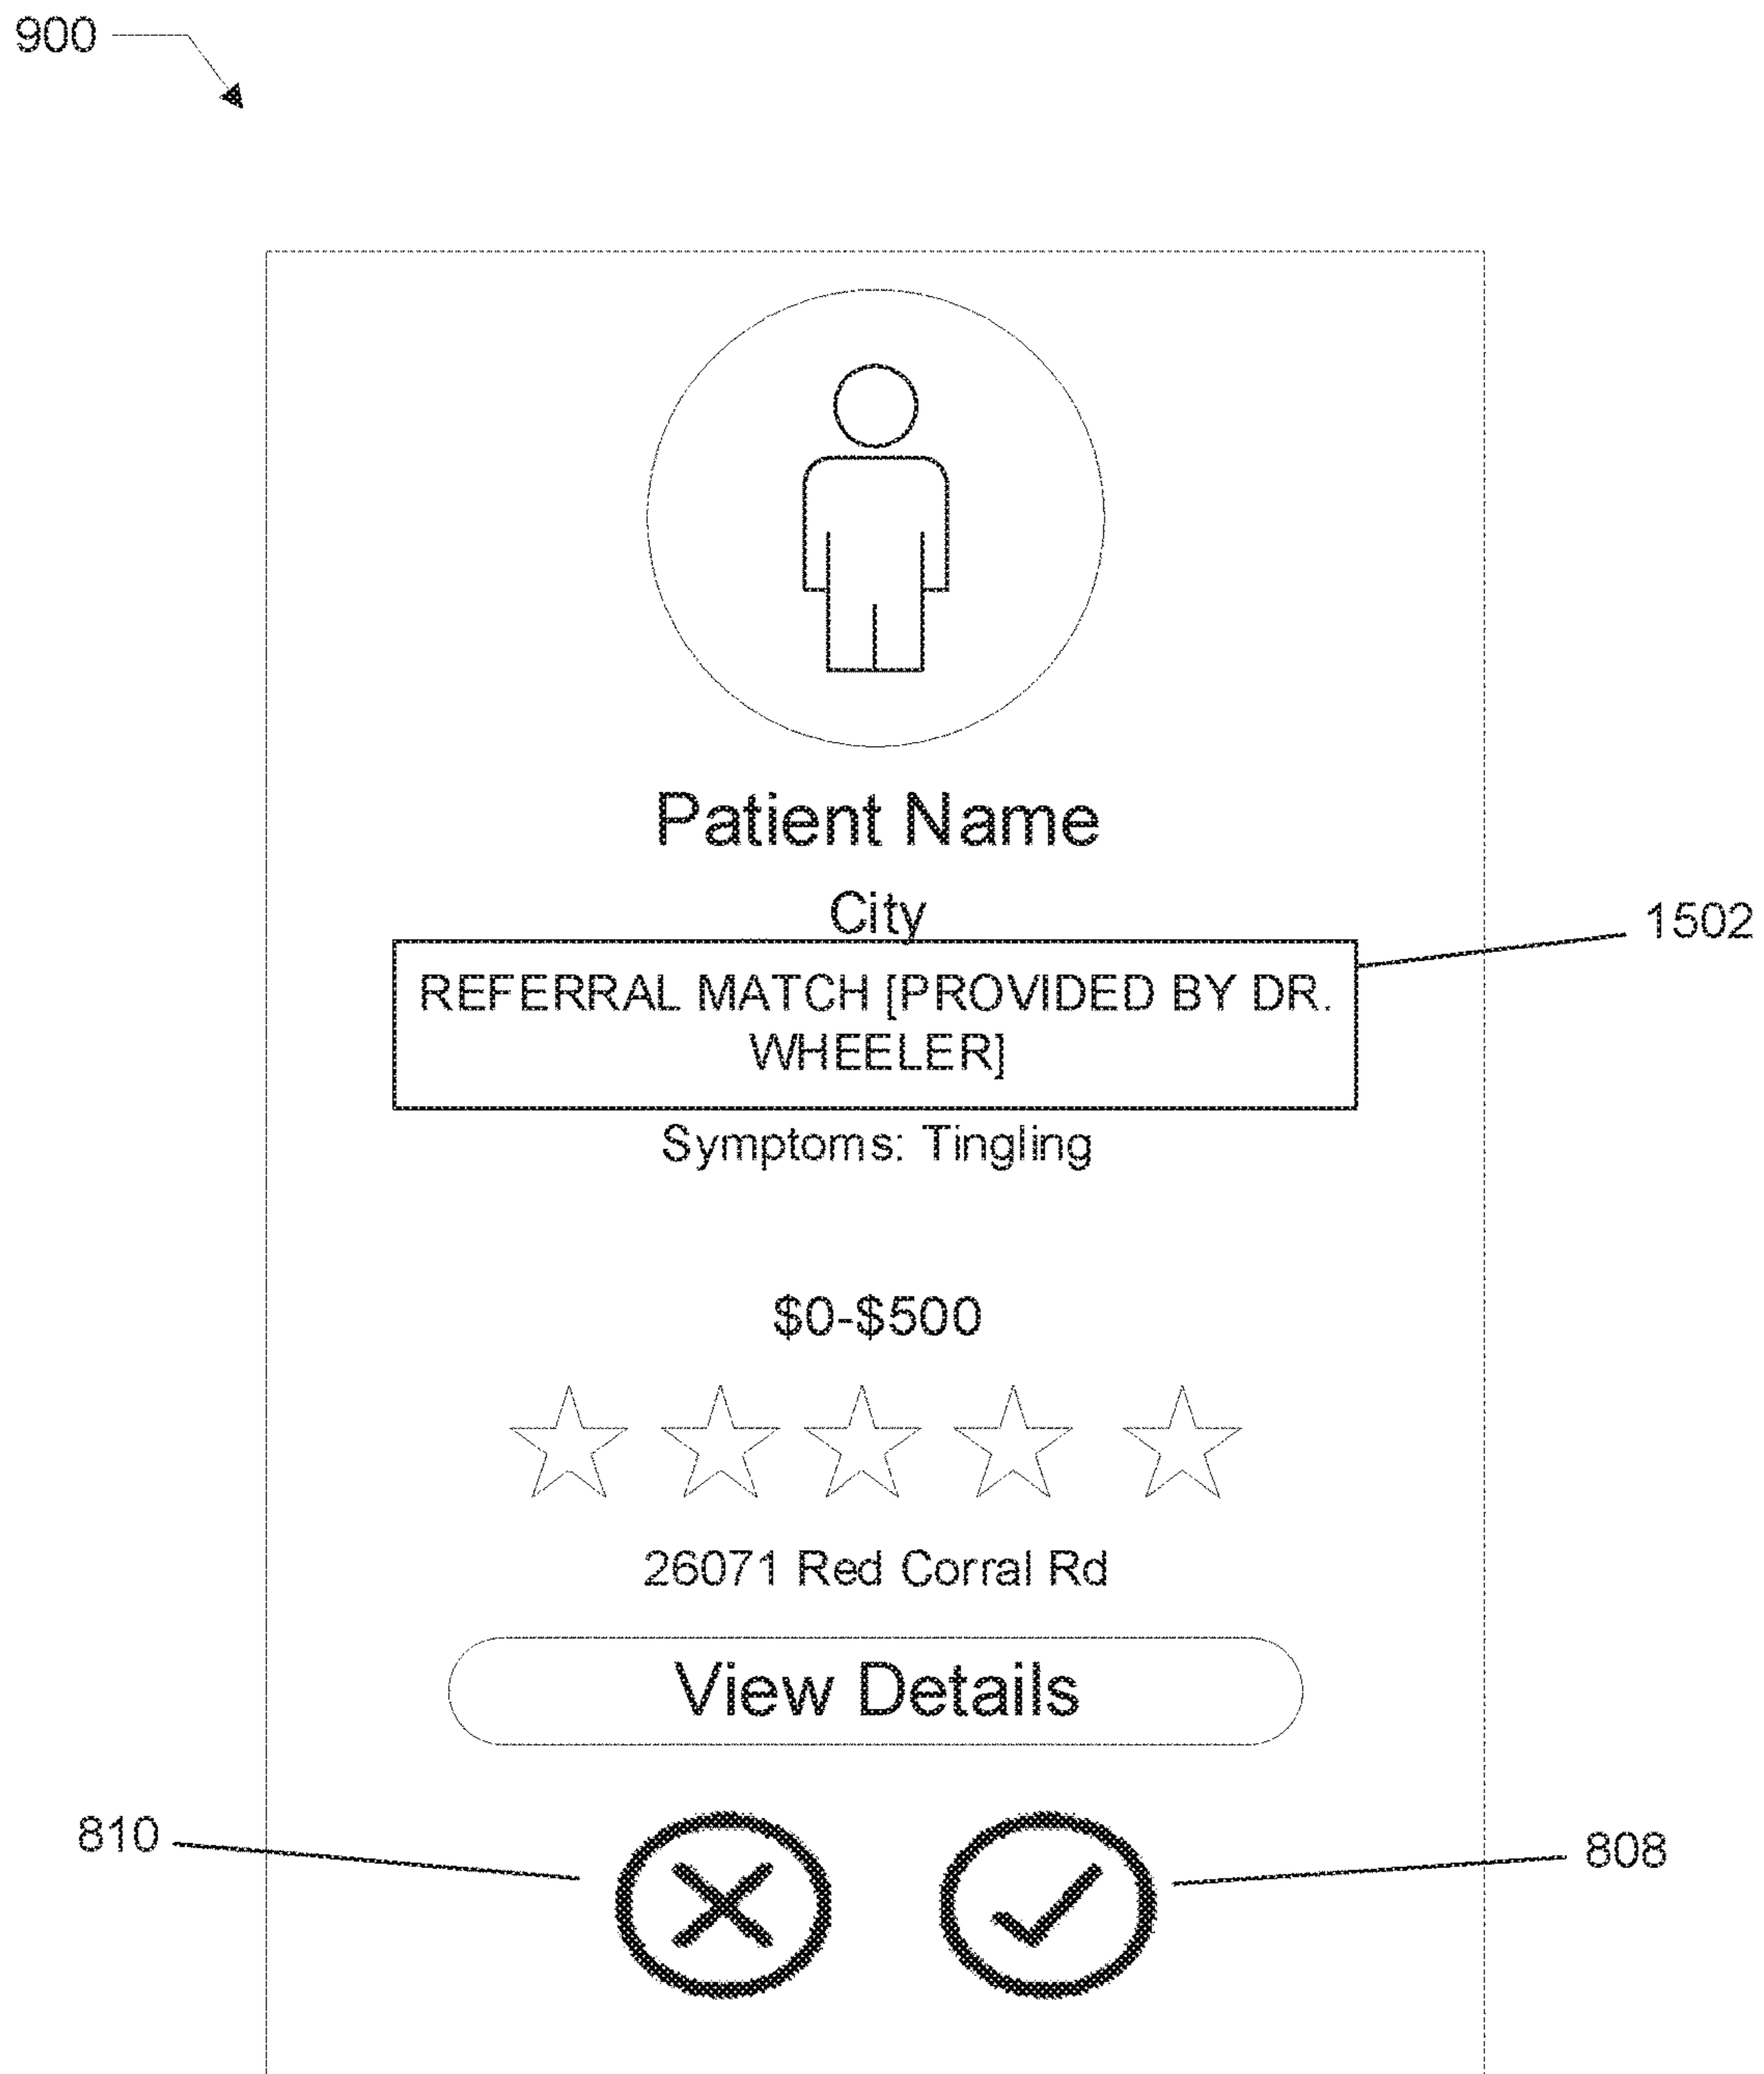 900
Patient Name
City
1502
REFERRAL MATCH [PROVIDED BY DR.
WHEELER]
Symptoms: Tingling
$0-$500
26071 Red Corral Rd
View Details
810
808